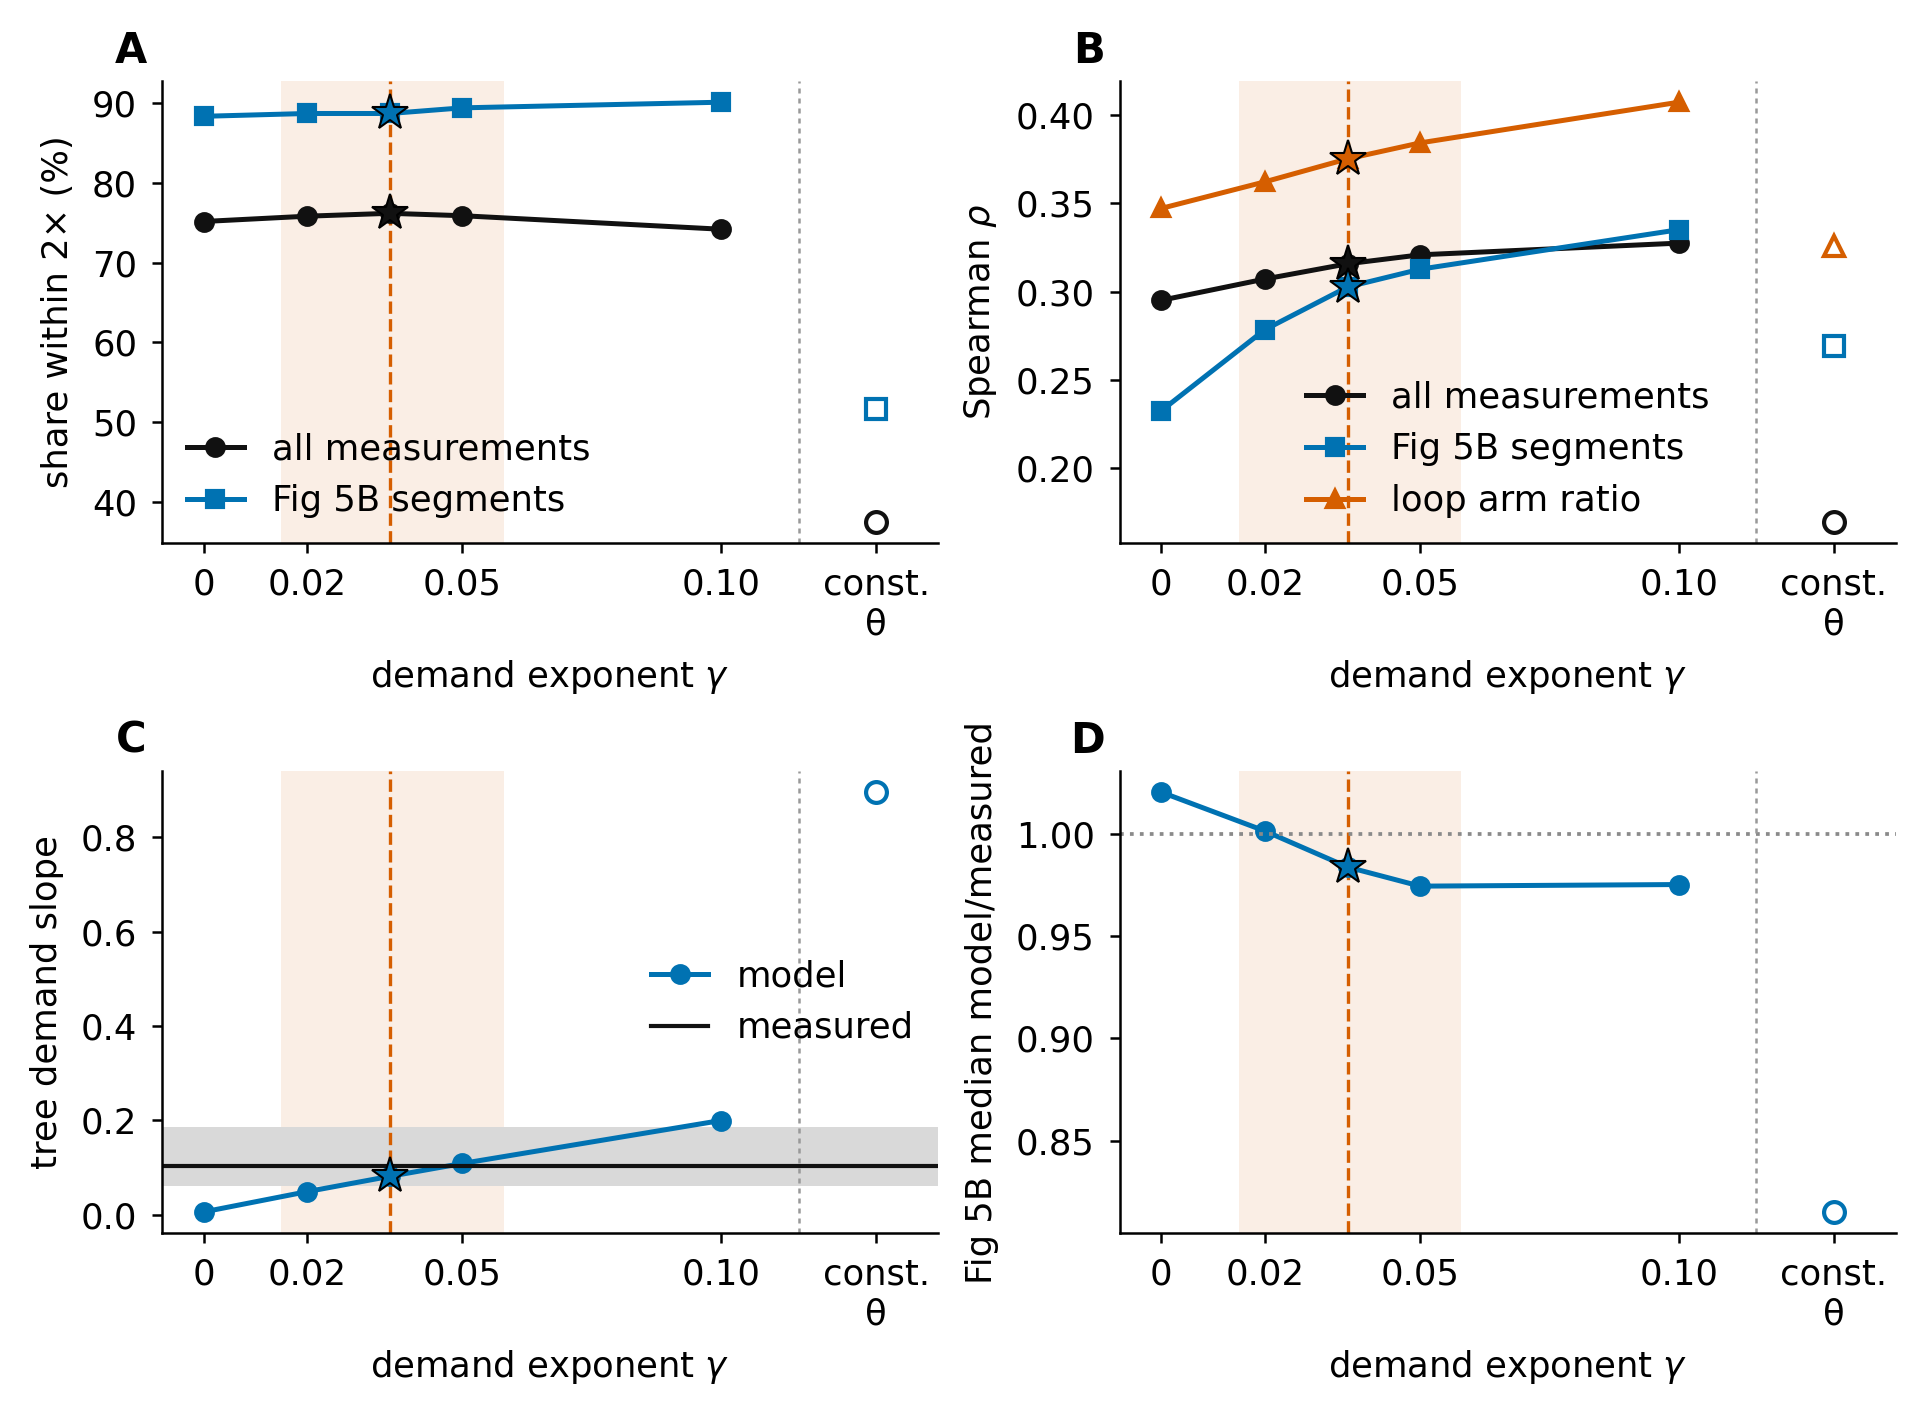 A
share within 2× (%)
90
80
70
60
50
40
all measurements
Fig 5B segments
0
0.02
0.05
0.10
const.
θ
demand exponent γ
B
Spearman ρ
0.40
0.35
0.30
0.25
0.20
all measurements
Fig 5B segments
loop arm ratio
0
0.02
0.05
0.10
const.
θ
demand exponent γ
C
tree demand slope
0.8
0.6
0.4
0.2
0.0
model
measured
0
0.02
0.05
0.10
const.
θ
demand exponent γ
D
Fig 5B median model/measured
1.00
0.95
0.90
0.85
0
0.02
0.05
0.10
const.
θ
demand exponent γ